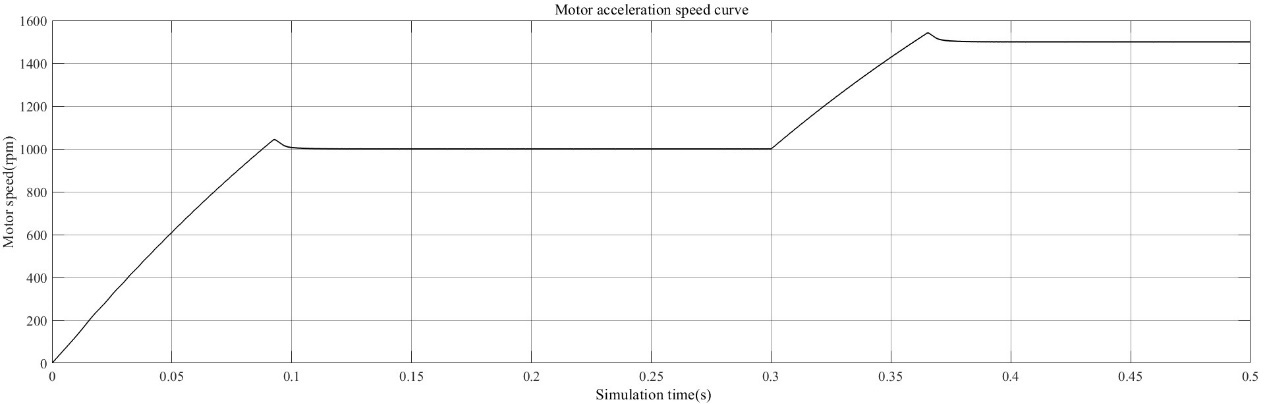 Motor acceleration speed curve
1600
1400
1200
1000
800
600
400
200
0
Motor speed(rpm)
0 0.05 0.1 0.15 0.2 0.25 0.3 0.35 0.4 0.45 0.5
Simulation time(s)